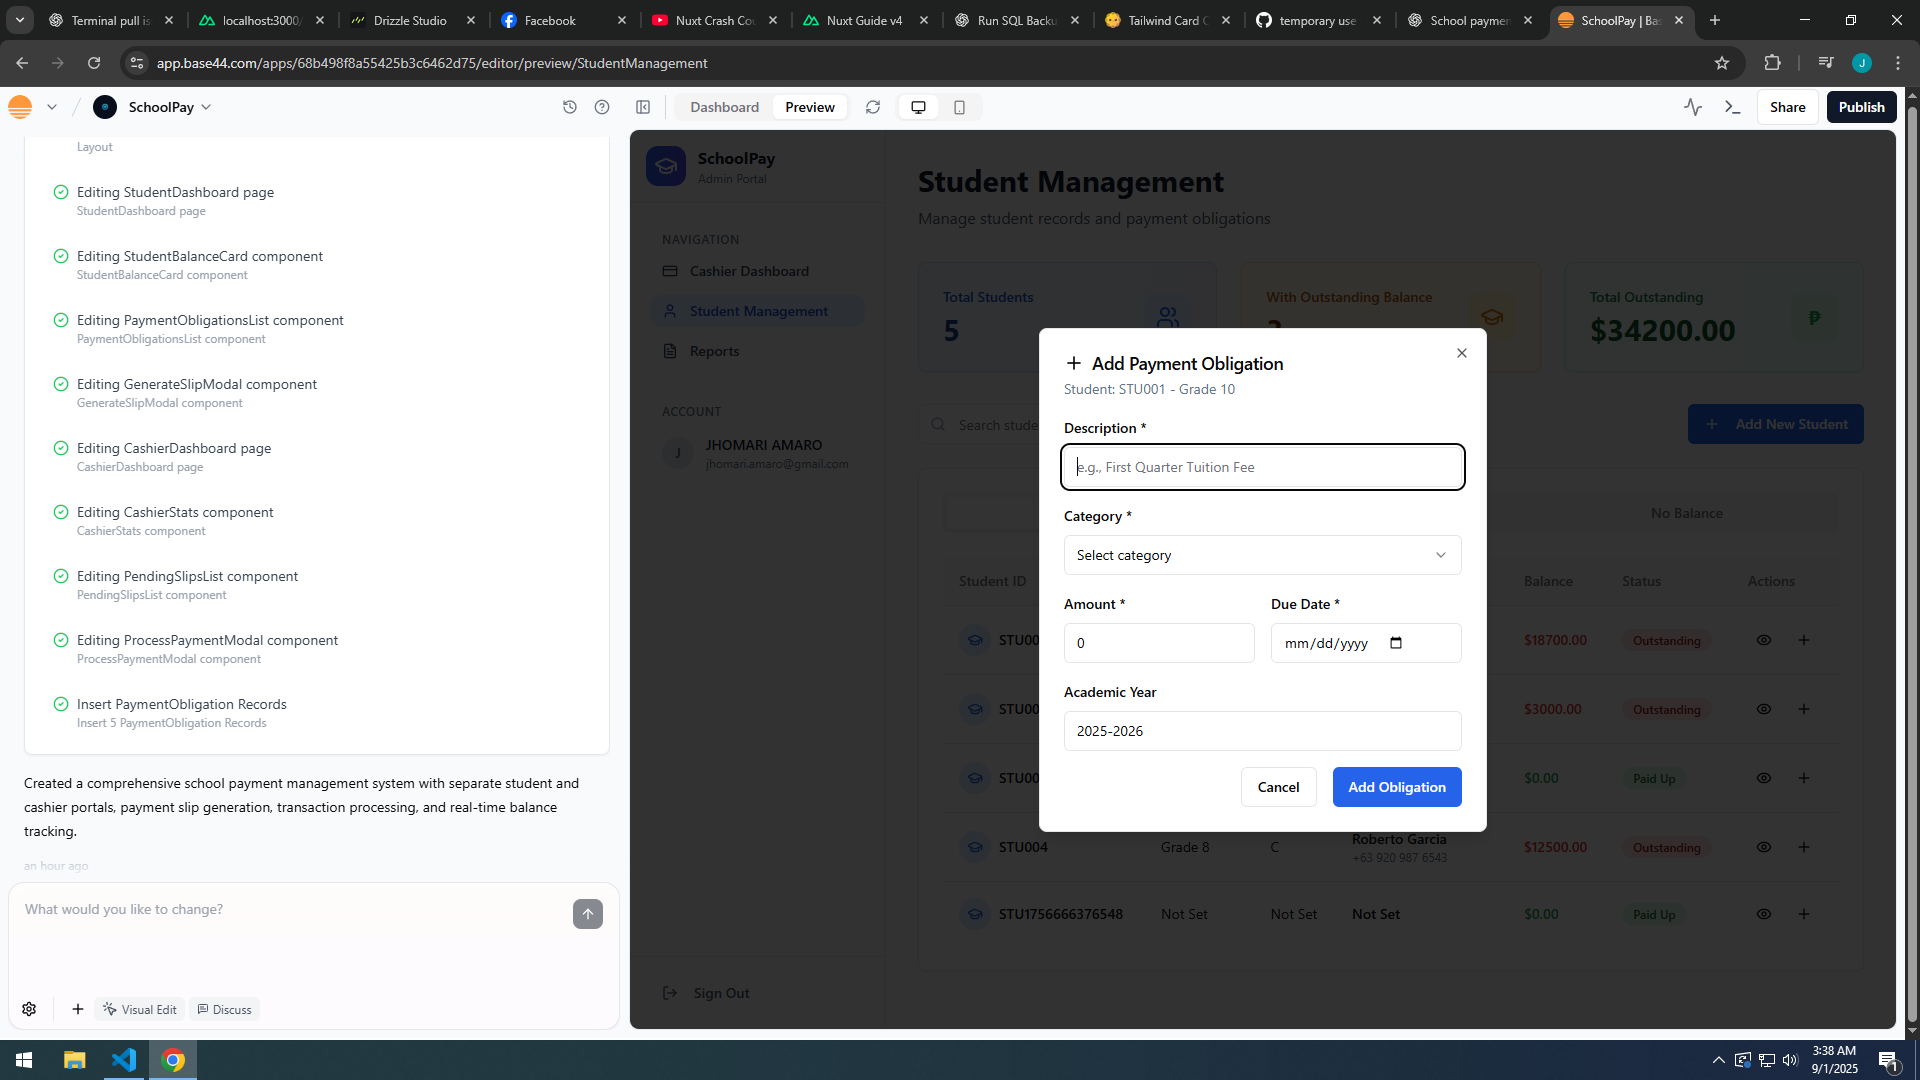 Terminal pull is
localhost:3000/
Drizzle Studio
Facebook
Nuxt Crash Cou
Nuxt Guide v4
Run SQL Backu
Tailwind Card C
temporary use
School paymen
SchoolPay | Bas
app.base44.com/apps/68b498f8a55425b3c6462d75/editor/preview/StudentManagement
J
SchoolPay
Dashboard
Preview
Share
Publish
Layout
Editing StudentDashboard page
StudentDashboard page
Editing StudentBalanceCard component
StudentBalanceCard component
Editing PaymentObligationsList component
PaymentObligationsList component
Editing GenerateSlipModal component
GenerateSlipModal component
Editing CashierDashboard page
CashierDashboard page
Editing CashierStats component
CashierStats component
Editing PendingSlipsList component
PendingSlipsList component
Editing ProcessPaymentModal component
ProcessPaymentModal component
Insert PaymentObligation Records
Insert 5 PaymentObligation Records
Created a comprehensive school payment management system with separate student and
cashier portals, payment slip generation, transaction processing, and real-time balance
tracking.
an hour ago
What would you like to change?
Visual Edit
Discuss
SchoolPay
Admin Portal
NAVIGATION
Cashier Dashboard
Student Management
Reports
ACCOUNT
J
JHOMARI AMARO
jhomari.amaro@gmail.com
Sign Out
Student Management
Manage student records and payment obligations
Total Students
5
With Outstanding Balance
Total Outstanding
$34200.00
₱
Search stude
Add New Student
No Balance
Student ID
Balance
Status
Actions
STU00
$18700.00
Outstanding
STU00
$3000.00
Outstanding
STU00
$0.00
Paid Up
STU004
Grade 8
C
Roberto Garcia
+63 920 987 6543
$12500.00
Outstanding
STU1756666376548
Not Set
Not Set
Not Set
$0.00
Paid Up
Add Payment Obligation
Student: STU001 - Grade 10
Description *
e.g., First Quarter Tuition Fee
Category *
Select category
Amount *
Due Date *
0
mm/dd/yyyy
Academic Year
2025-2026
Cancel
Add Obligation
3:38 AM
9/1/2025
1